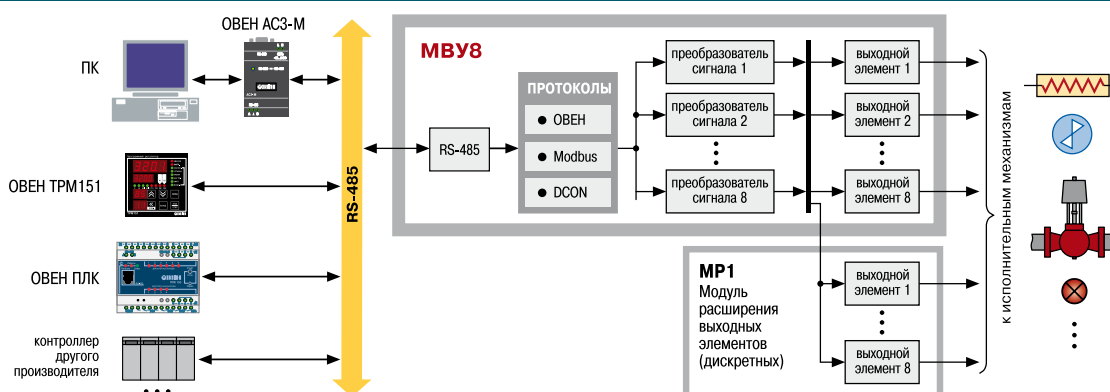 ОВЕН АС3-М
ПК
ОВЕН ТРМ151
ОВЕН ПЛК
контроллер
другого
производителя
RS-485
МВУ8
RS-485
ПРОТОКОЛЫ
● ОВЕН
● Modbus
● DCON
преобразователь
сигнала 1
преобразователь
сигнала 2
преобразователь
сигнала 8
выходной
элемент 1
выходной
элемент 2
выходной
элемент 8
МР1
Модуль
расширения
выходных
элементов
(дискретных)
выходной
элемент 1
выходной
элемент 8
к исполнительным механизмам